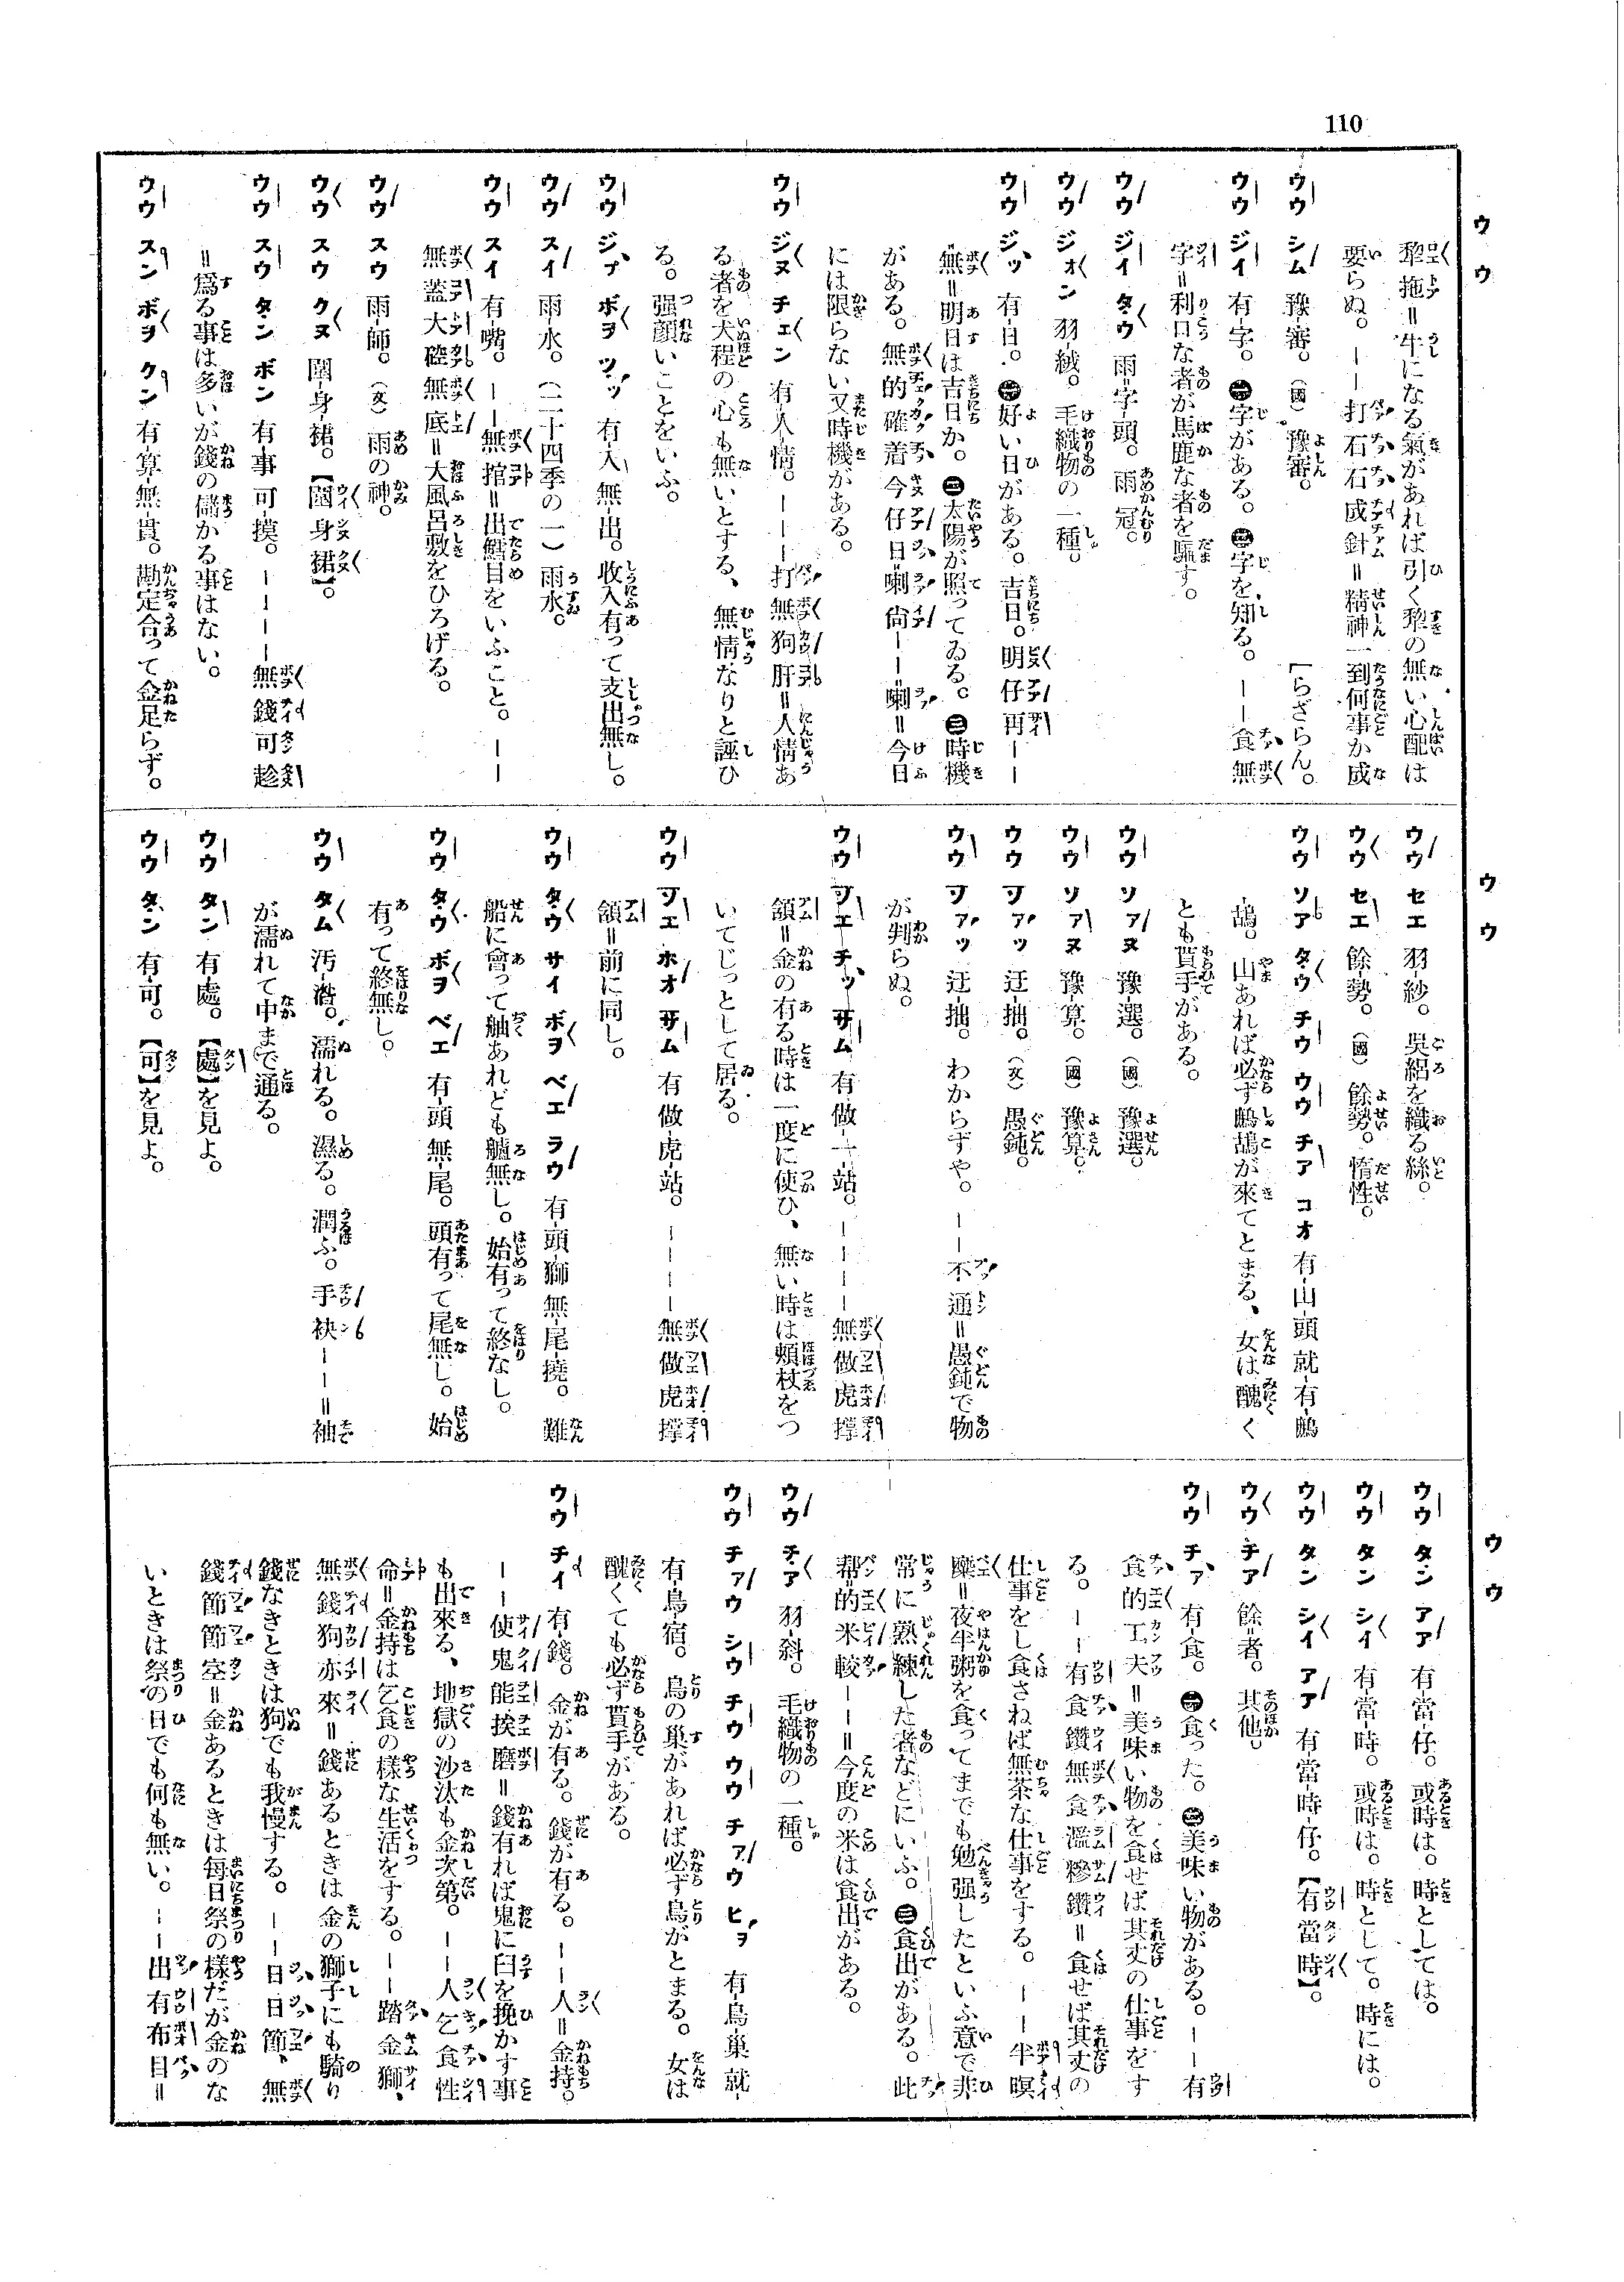 110
ウウ
犂拖＝牛になる氣があれば引く犂の無い心配は
要らぬ。――打石石成針＝精神一到何事か成
[らざらん。
ウウ シム 豫-審。(國) 豫審。
ウウ ジイ 有-字。㊀字がある。㊁字を知る。――食無
字＝利口な者が馬鹿な者を騙す。
ウウ ジイ タウ 雨-字-頭。雨冠。
ウウ ジオン 羽-絨。毛織物の一種。
ウウ ジッ 有-日。㊀好い日がある。吉日。明仔再――
無＝明日は吉日か。㊁太陽が照ってゐる。㊂時機
がある。無的確着今仔日喇倘――喇＝今日
には限らない又時機がある。
ウウ ジヌ チェン 有-人-情。―――打無狗肝＝人情あ
る者を犬程の心も無いとする、無情なりと誣ひ
る。强顔いことをいふ。
ウウ ジプ ボヲ ツッ 有-入-無-出。收入有って支出無し。
ウウ スイ 雨-水。(二十四季の一) 雨水。
ウウ スイ 有-嘴。――無捾＝出鱈目をいふこと。――
無蓋大硿無底＝大風呂敷をひろげる。
ウウ スウ 雨-師。(文) 雨の神。
ウウ スウ クヌ 圍-身-裙。【圍身裙】。
ウウ スウ タン ボン 有-事-可-摸。――――無錢可趁
＝爲る事は多いが錢の儲かる事はない。
ウウ スン ボヲ クン 有-算-無-貫。勘定合って金足らず。
ウウ
ウウ セエ 羽-紗。吳絽を織る絲。
ウウ セエ 餘-勢。(國) 餘勢。惰性。
ウウ ソア タウ チウ ウウ チア コオ 有-山-頭-就-有-鷓-
鴣。山あれば必ず鷓鴣が來てとまる、女は醜く
とも貰手がある。
ウウ ソアヌ 豫-選。(國) 豫選。
ウウ ソアヌ 豫-算。(國) 豫算。
ウウ ツアッ 迂-拙。(文) 愚鈍。
ウウ ツアッ 迂-拙。わからずや。――不通＝愚鈍で物
が判らぬ。
ウウ ツエ チッ サム 有-做-一-站。――――無做虎撐
頷＝金の有る時は一度に使ひ、無い時は頰杖をつ
いてじっとして居る。
ウウ ツエ ホオ サム 有-做-虎-站。――――無做虎撐
頷＝前に同し。
ウウ タウ サイ ボヲ ベエ ラウ 有-頭-獅-無-尾-撓。難
船に會って舳あれども艫無し。始有って終なし。
ウウ タウ ボヲ ベエ 有-頭-無-尾。頭有って尾無し。始
有って終無し。
ウウ タム 汚-澹。濡れる。濕る。潤ふ。手䘥――＝袖
が濡れて中まで通る。
ウウ タン 有-處。【處】を見よ。
ウウ タン 有-可。【可】を見よ。
ウウ
ウウ タン アア 有-當-仔。或時は。時としては。
ウウ タン シイ 有-當-時。或時は。時として。時には。
ウウ タン シイ アア 有-當-時-仔。【有當時】。
ウウ チア 餘-者。其他。
ウウ チア 有-食。㊀食った。㊁美味い物がある。――有
食的工夫＝美味い物を食せば其丈の仕事をす
る。――有食鑽無食濫糝鑽＝食せば其丈の
仕事をし食さねば無茶な仕事をする。――半暝
糜＝夜半粥を食ってまでも勉强したといふ意で非
常に熟練した者などにいふ。㊂食出がある。此
幇的米較――＝今度の米は食出がある。
ウウ チア 羽-斜。毛織物の一種。
ウウ チアウ シウ チウ ウウ チアウ ヒヲ 有-鳥-巢-就-
有-鳥-宿。鳥の巢があれば必ず鳥がとまる。女は
醜くても必ず貰手がある。
ウウ チイ 有-錢。金が有る。錢が有る。――人＝金持。
――使鬼能挨磨＝錢有れば鬼に臼を挽かす事
も出來る、地獄の沙汰も金次第。――人乞食性
命＝金持は乞食の樣な生活をする。――踏金獅、
無錢狗亦來＝錢あるときは金の獅子にも騎り
錢なきときは狗でも我慢する。――日日節、無
錢節節空＝金あるときは每日祭の樣だが金のな
いときは祭の日でも何も無い。――出有布目＝